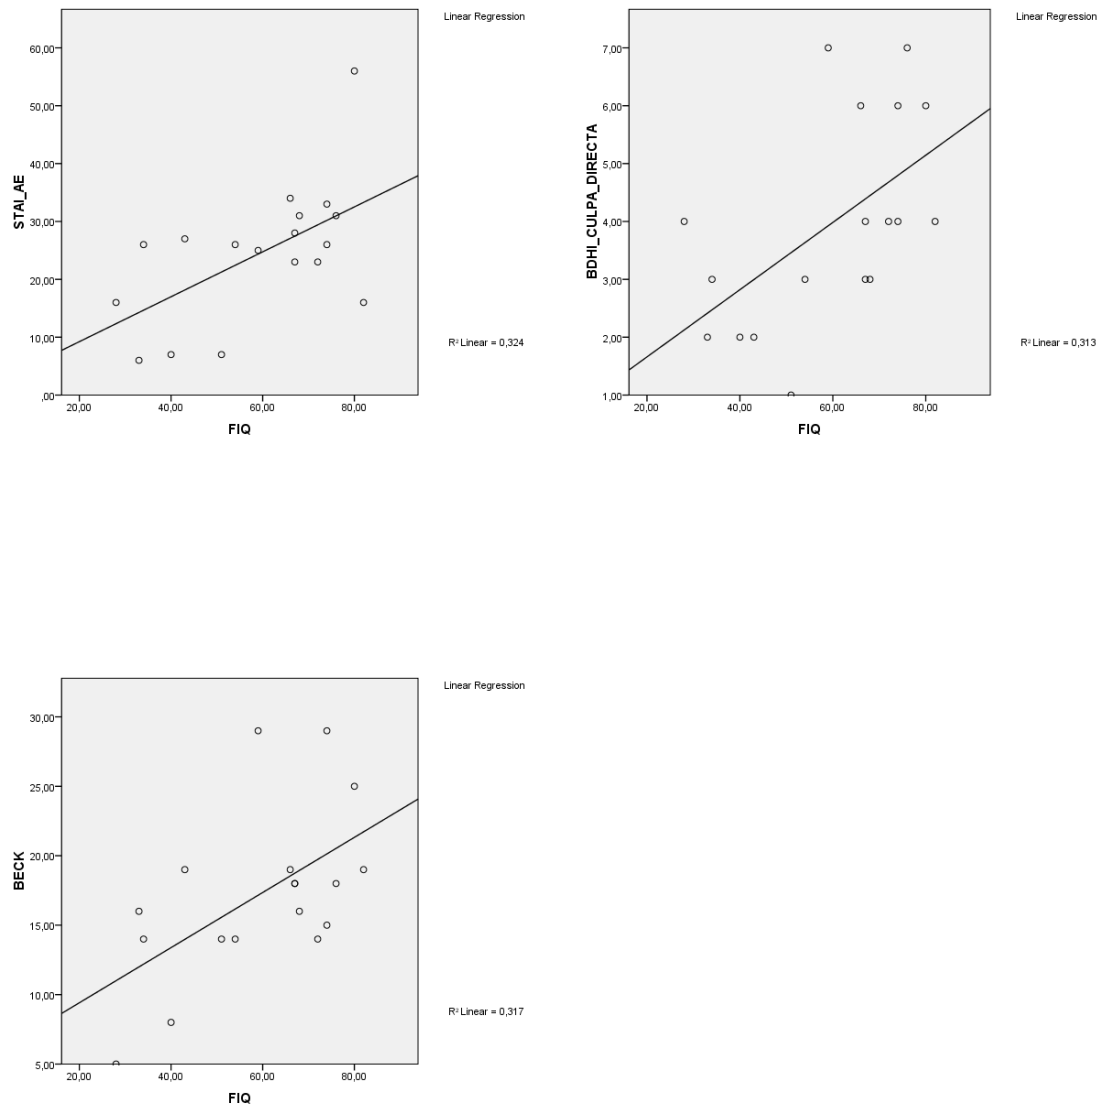 Linear Regression
60,00
50,00
40,00
30,00
20,00
10,00
,00
STAI_AE
20,00 40,00 60,00 80,00
FIQ
R² Linear = 0,324
Linear Regression
7,00
6,00
5,00
4,00
3,00
2,00
1,00
BDHI_CULPA_DIRECTA
20,00 40,00 60,00 80,00
FIQ
R² Linear = 0,313
Linear Regression
30,00
25,00
20,00
15,00
10,00
5,00
BECK
20,00 40,00 60,00 80,00
FIQ
R² Linear = 0,317